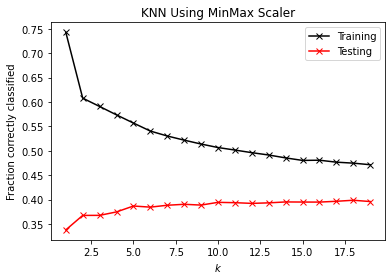 KNN Using MinMax Scaler
Training
Testing
Fraction correctly classified
0.75
0.70
0.65
0.60
0.55
0.50
0.45
0.40
0.35
2.5 5.0 7.5 10.0 12.5 15.0 17.5
k